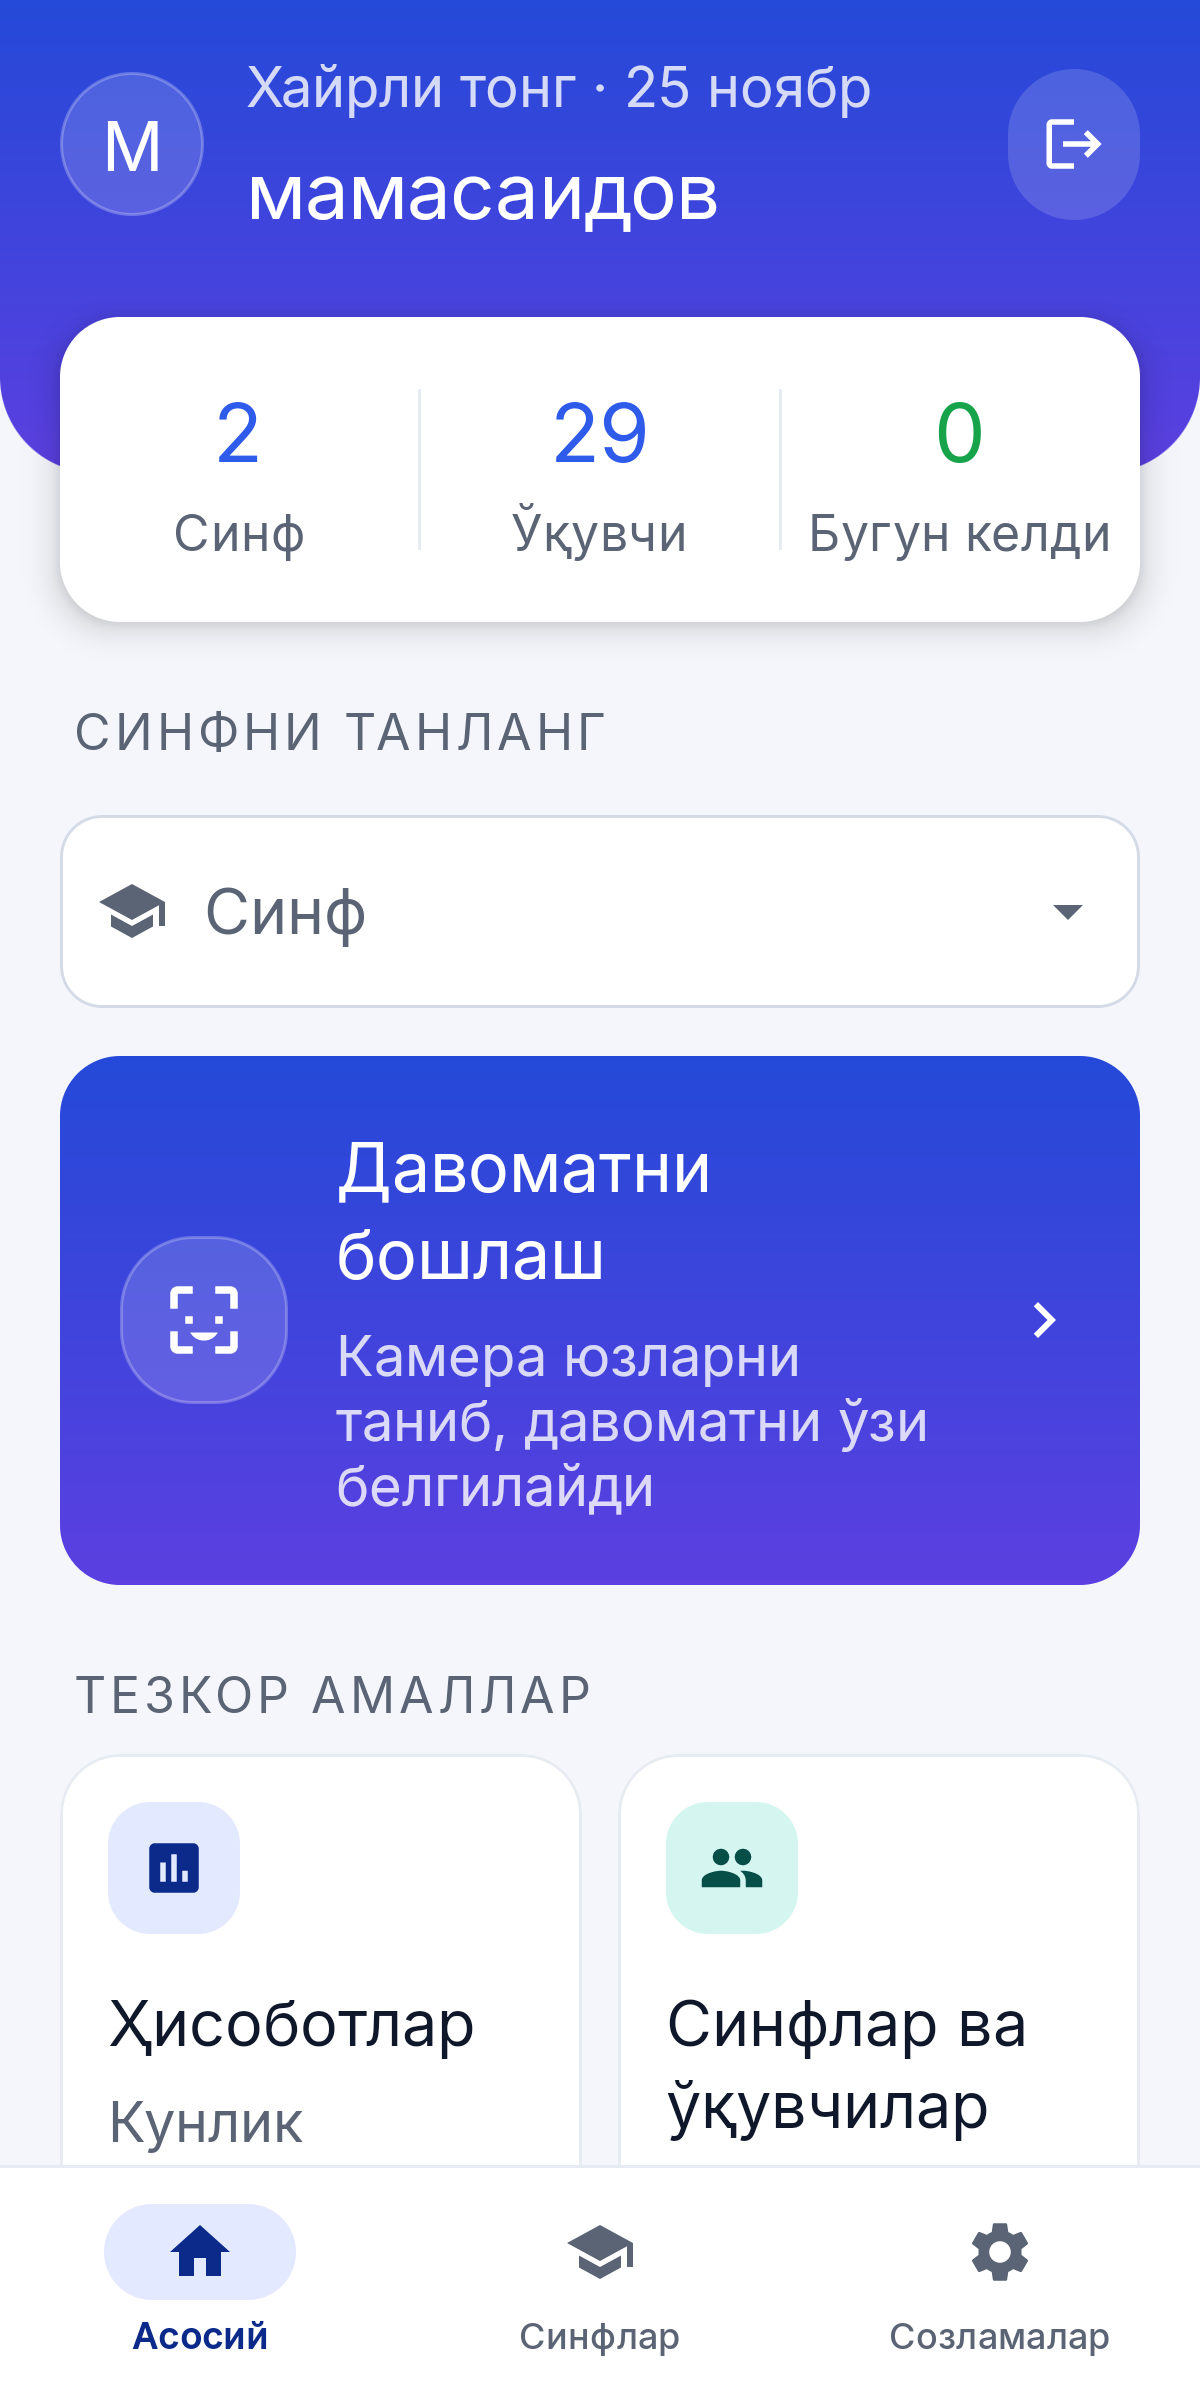 Хайрли тонг · 25 ноябр
М
мамасаидов
2
29
0
Синф
Ўқувчи
Бугун келди
СИНФНИ ТАНЛАНГ
Синф
Давоматни
бошлаш
Камера юзларни
таниб, давоматни ўзи
белгилайди
ТЕЗКОР АМАЛЛАР
Ҳисоботлар
Кунлик
Синфлар ва
ўқувчилар
Асосий
Синфлар
Созламалар